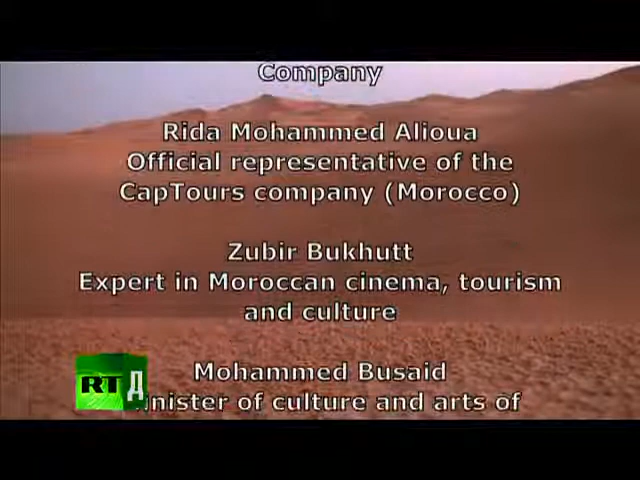 Company
Rida Mohammed Alioua
Official representative of the
CapTours company (Morocco)
Zubir Bukhutt
Expert in Moroccan cinema, tourism
and culture
Mohammed Busaid
Minister of culture and arts of
RT Д